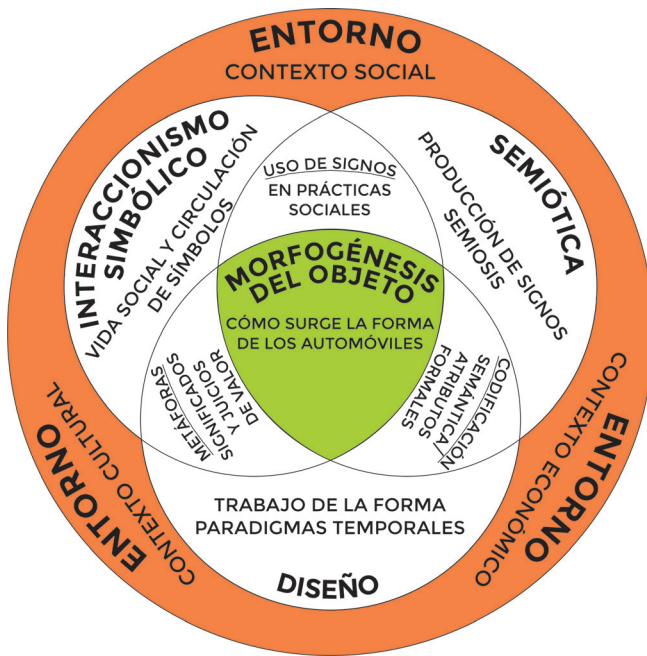 ENTORNO
CONTEXTO SOCIAL
INTERACCIONISMO
SIMBÓLICO
VIDA SOCIAL Y CIRCULACIÓN
DE SÍMBOLOS
USO DE SIGNOS
EN PRÁCTICAS
SOCIALES
SEMIÓTICA
PRODUCCIÓN DE SIGNOS
SEMIOSIS
MORFOGÉNESIS
DEL OBJETO
CÓMO SURGE LA FORMA
DE LOS AUTOMÓVILES
METÁFORAS
SIGNIFICADOS
Y JUICIOS
DE VALOR
CODIFICACIÓN
SEMÁNTICA
ATRIBUTOS
FORMALES
TRABAJO DE LA FORMA
PARADIGMAS TEMPORALES
DISEÑO
ENTORNO
CONTEXTO CULTURAL
ENTORNO
CONTEXTO ECONÓMICO